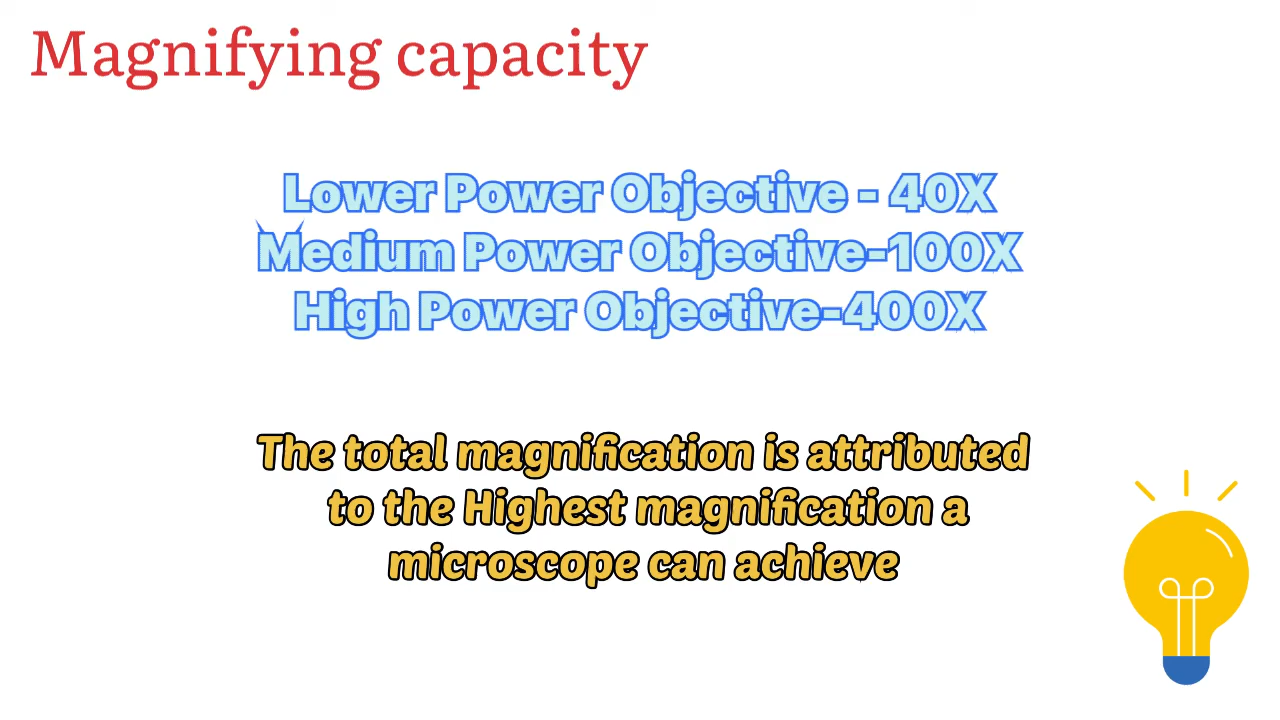 Magnifying capacity
Lower Power Objective - 40X
Medium Power Objective-100X
High Power Objective-400X
The total magnification is attributed
to the Highest magnification a
microscope can achieve